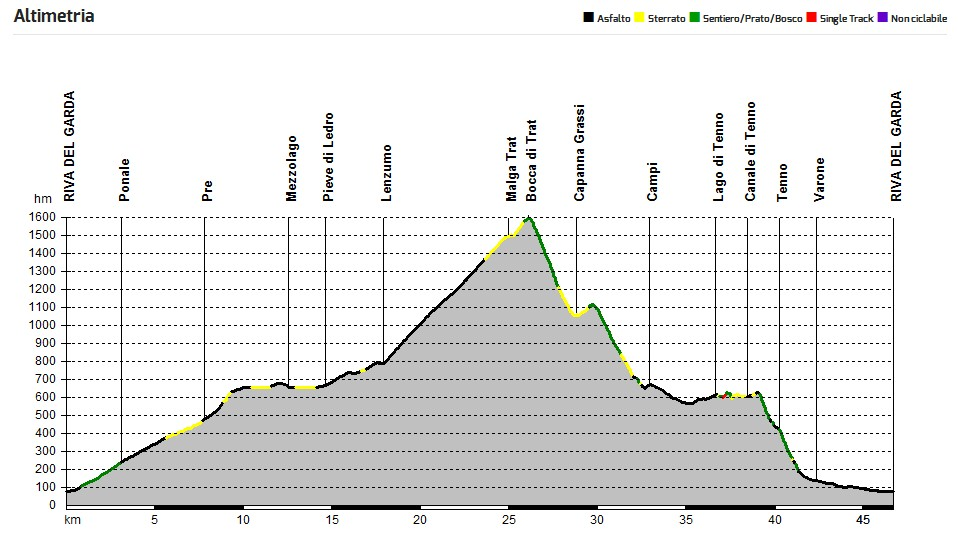 Altimetria
Asfalto Sterrato Sentiero/Prato/Bosco Single Track Non ciclabile
RIVA DEL GARDA
Ponale
Pre
Mezzolago
Pieve di Ledro
Lenzumo
Malga Trat
Bocca di Trat
Capanna Grassi
Campi
Lago di Tenno
Canale di Tenno
Tenno
Varone
RIVA DEL GARDA
hm
1600
1500
1400
1300
1200
1100
1000
900
800
700
600
500
400
300
200
100
0
km 5 10 15 20 25 30 35 40 45